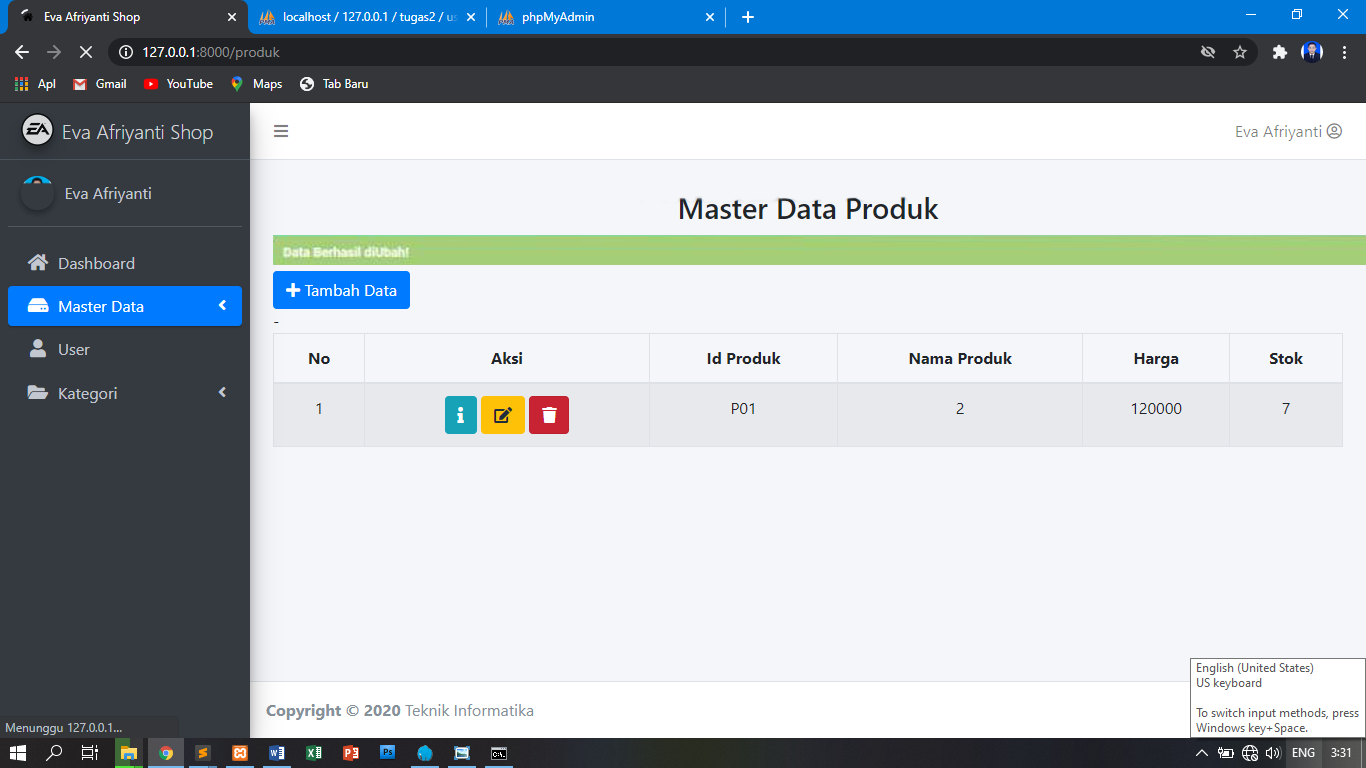 Eva Afriyanti Shop
localhost / 127.0.0.1 / tugas2 / us
phpMyAdmin
127.0.0.1:8000/produk
Apl
Gmail
YouTube
Maps
Tab Baru
EA
Eva Afriyanti Shop
Eva Afriyanti
Eva Afriyanti
Dashboard
Master Data
User
Kategori
Master Data Produk
Data Berhasil diUbah!
Tambah Data
-
No Aksi Id Produk Nama Produk Harga Stok
1 P01 2 120000 7
English (United States)
US keyboard
To switch input methods, press
Windows key+Space.
Copyright © 2020 Teknik Informatika
Menunggu 127.0.0.1...
ENG
3:31